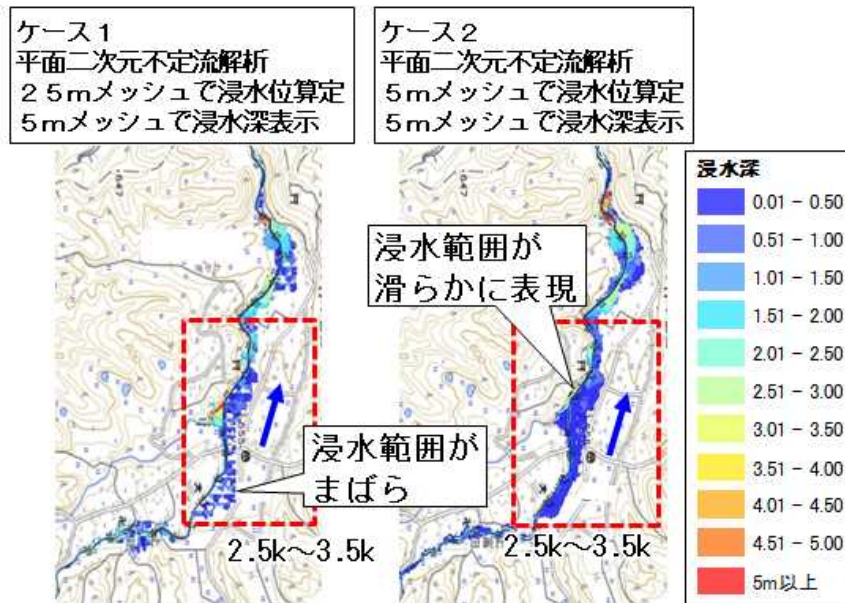 ケース1
平面二次元不定流解析
25mメッシュで浸水位算定
5mメッシュで浸水深表示
ケース2
平面二次元不定流解析
5mメッシュで浸水位算定
5mメッシュで浸水深表示
浸水範囲が
まばら
2.5k～3.5k
浸水範囲が
滑らかに表現
2.5k～3.5k
浸水深
0.01 - 0.50
0.51 - 1.00
1.01 - 1.50
1.51 - 2.00
2.01 - 2.50
2.51 - 3.00
3.01 - 3.50
3.51 - 4.00
4.01 - 4.50
4.51 - 5.00
5m以上